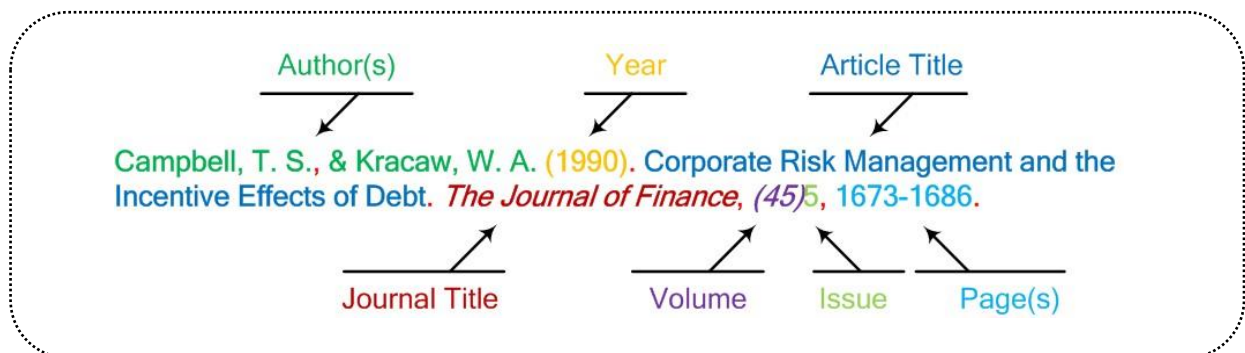 Author(s) Year Article Title
Campbell, T. S., & Kracaw, W. A. (1990). Corporate Risk Management and the
Incentive Effects of Debt. The Journal of Finance, (45)5, 1673-1686.
Journal Title Volume Issue Page(s)